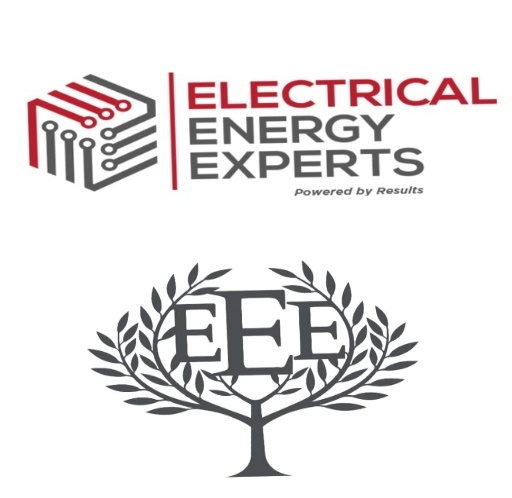 ELECTRICAL
ENERGY
EXPERTS
Powered by Results
EEE